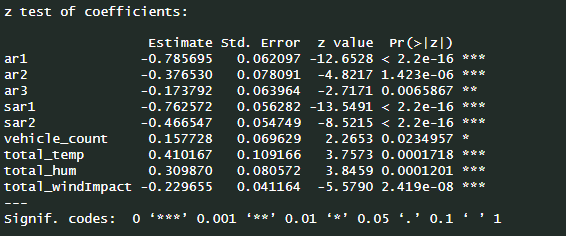 z test of coefficients:
Estimate Std. Error z value Pr(>|z|)
ar1 -0.785695 0.062097 -12.6528 < 2.2e-16 ***
ar2 -0.376530 0.078091 -4.8217 1.423e-06 ***
ar3 -0.173792 0.063964 -2.7171 0.0065867 **
sar1 -0.762572 0.056282 -13.5491 < 2.2e-16 ***
sar2 -0.466547 0.054749 -8.5215 < 2.2e-16 ***
vehicle_count 0.157728 0.069629 2.2653 0.0234957 *
total_temp 0.410167 0.109166 3.7573 0.0001718 ***
total_hum 0.309870 0.080572 3.8459 0.0001201 ***
total_windImpact -0.229655 0.041164 -5.5790 2.419e-08 ***
---
Signif. codes: 0 ‘***’ 0.001 ‘**’ 0.01 ‘*’ 0.05 ‘.’ 0.1 ‘ ’ 1